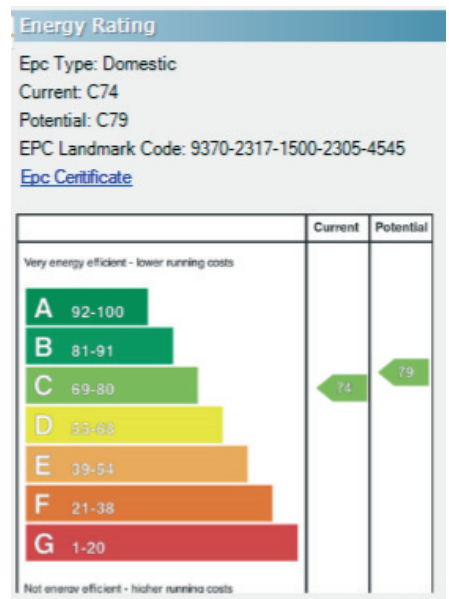 Energy Rating
Epc Type: Domestic
Current: C74
Potential: C79
EPC Landmark Code: 9370-2317-1500-2305-4545
Epc Ceritificate
Current Potential
Very energy efficient - lower running costs
A 92-100
B 81-91
C 69-80
74
79
D 55-68
E 39-54
F 21-38
G 1-20
Not energy efficient - higher running costs